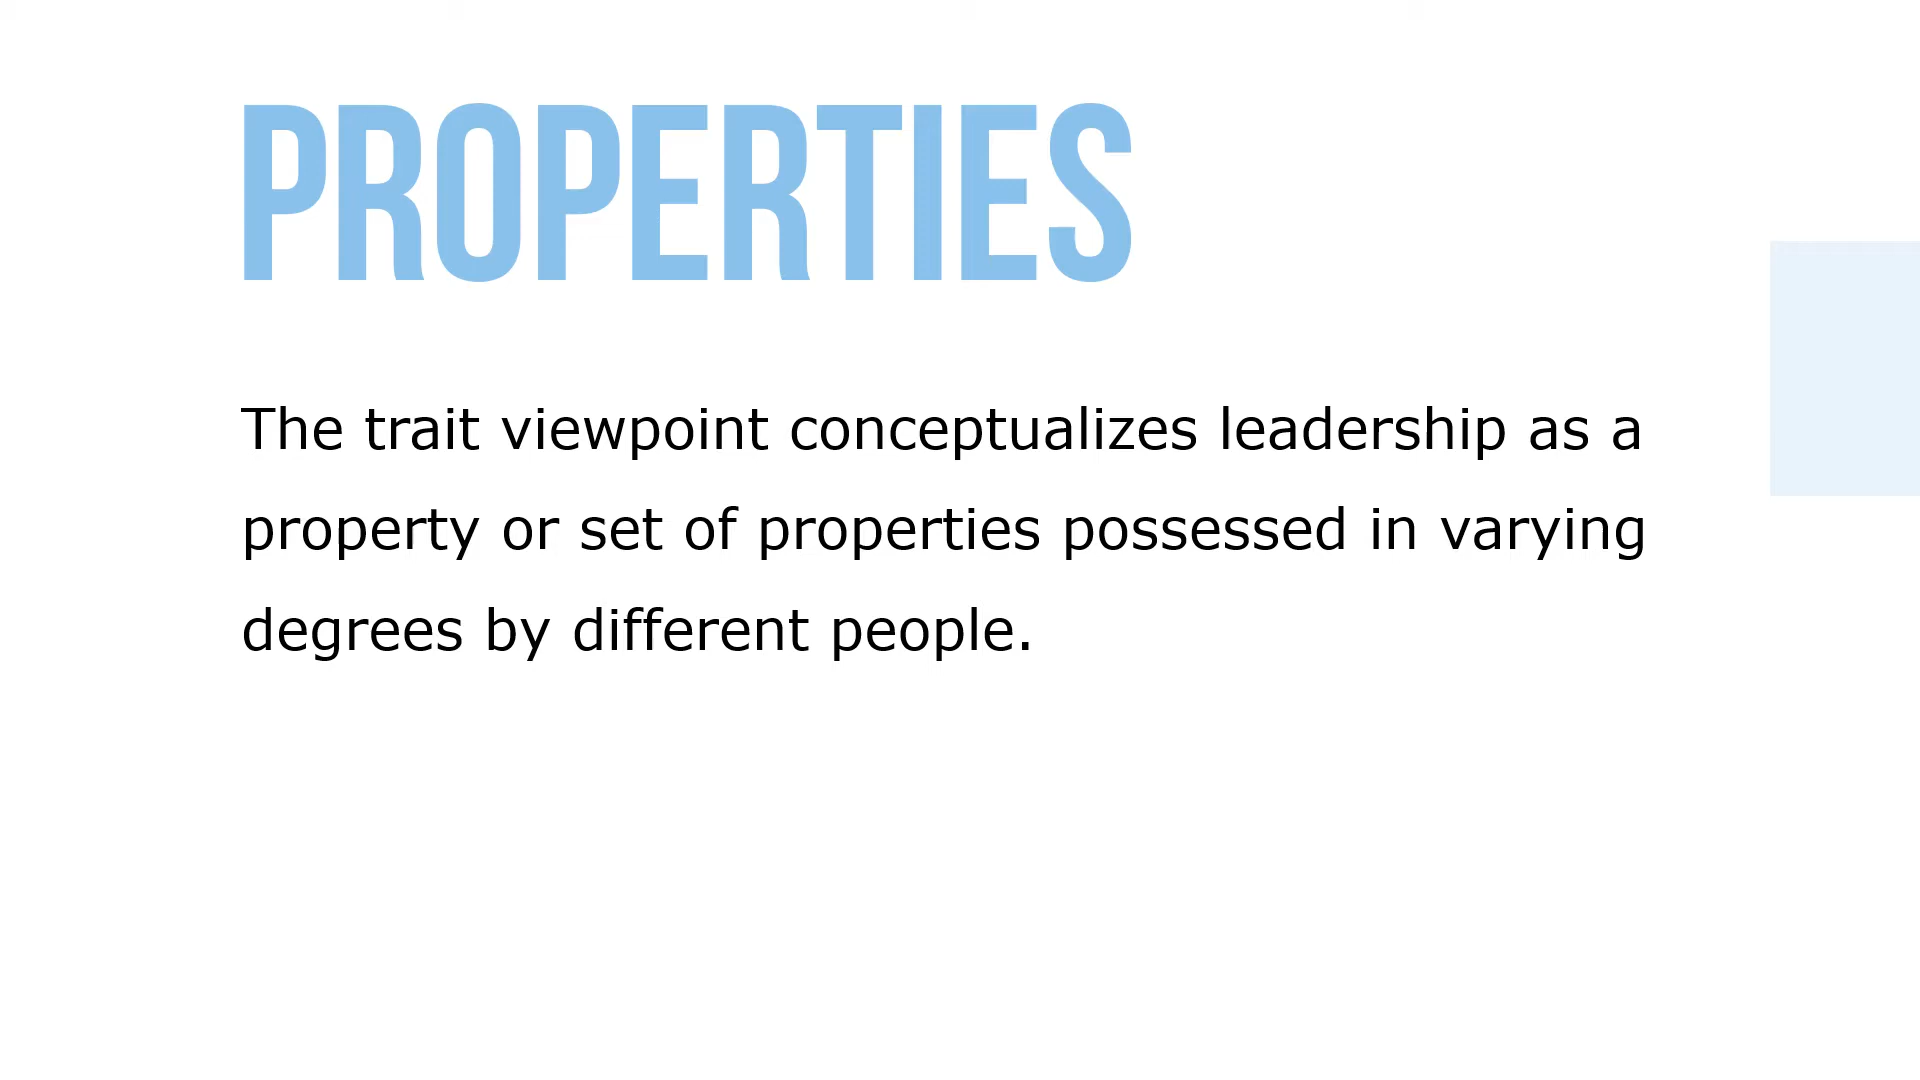 PROPERTIES
The trait viewpoint conceptualizes leadership as a
property or set of properties possessed in varying
degrees by different people.